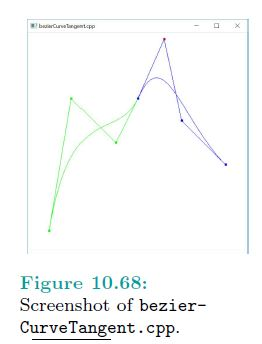 bezierCurveTangent.cpp
Figure 10.68:
Screenshot of bezier-
CurveTangent.cpp.